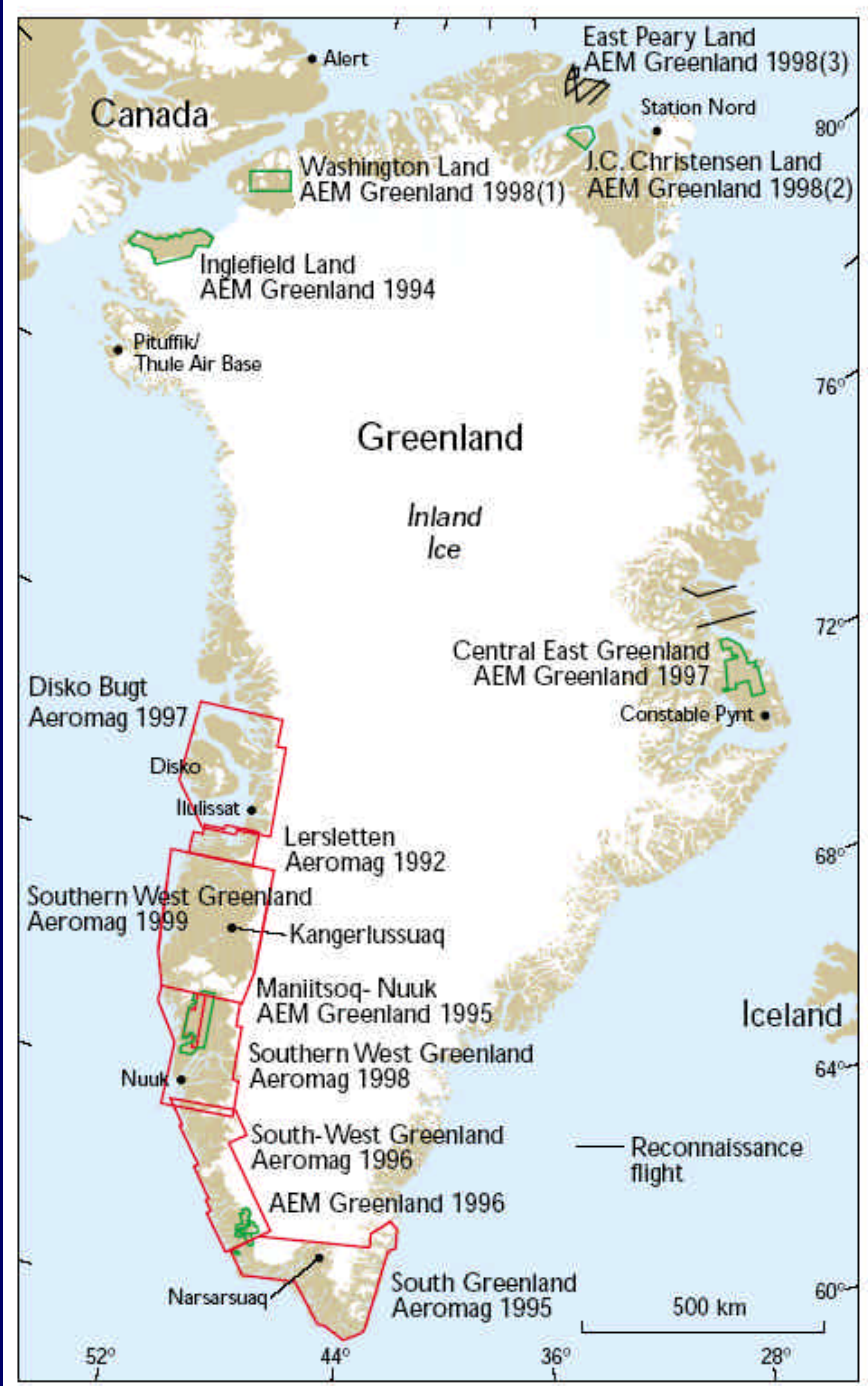 East Peary Land
AEM Greenland 1998(3)
Alert
Canada
Station Nord
80°
Washington Land
AEM Greenland 1998(1)
J.C. Christensen Land
AEM Greenland 1998(2)
Inglefield Land
AEM Greenland 1994
Pituffik/
Thule Air Base
76°
Greenland
Inland
Ice
72°
Central East Greenland
AEM Greenland 1997
Constable Pynt
Disko Bugt
Aeromag 1997
Disko
Ilulissat
Lersletten
Aeromag 1992
68°
Southern West Greenland
Aeromag 1999
Kangerlussuaq
Maniitsoq- Nuuk
AEM Greenland 1995
Iceland
Southern West Greenland
Aeromag 1998
Nuuk
64°
South-West Greenland
Aeromag 1996
Reconnaissance
flight
AEM Greenland 1996
Narsarsuaq
South Greenland
Aeromag 1995
60°
500 km
52°
44°
36°
28°